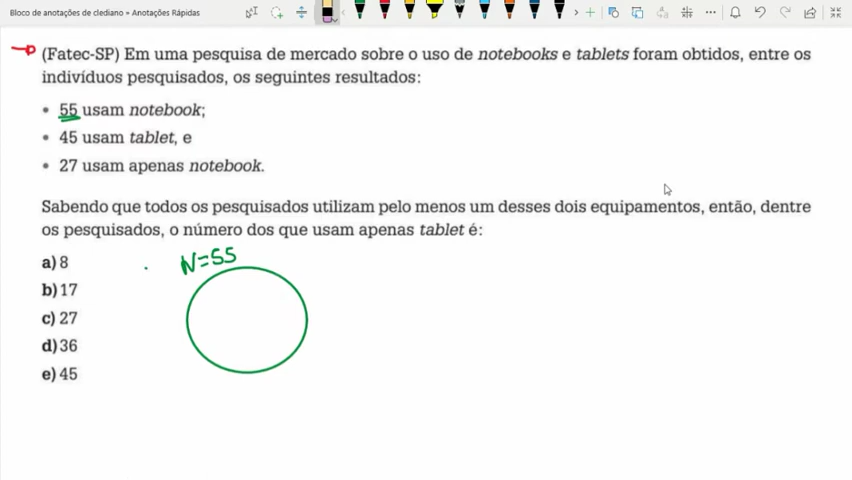 Bloco de anotações de clediano » Anotações Rápidas
(Fatec-SP) Em uma pesquisa de mercado sobre o uso de notebooks e tablets foram obtidos, entre os
indivíduos pesquisados, os seguintes resultados:
• 55 usam notebook;
• 45 usam tablet, e
• 27 usam apenas notebook.
Sabendo que todos os pesquisados utilizam pelo menos um desses dois equipamentos, então, dentre
os pesquisados, o número dos que usam apenas tablet é:
a) 8
b) 17
c) 27
d) 36
e) 45
N=55